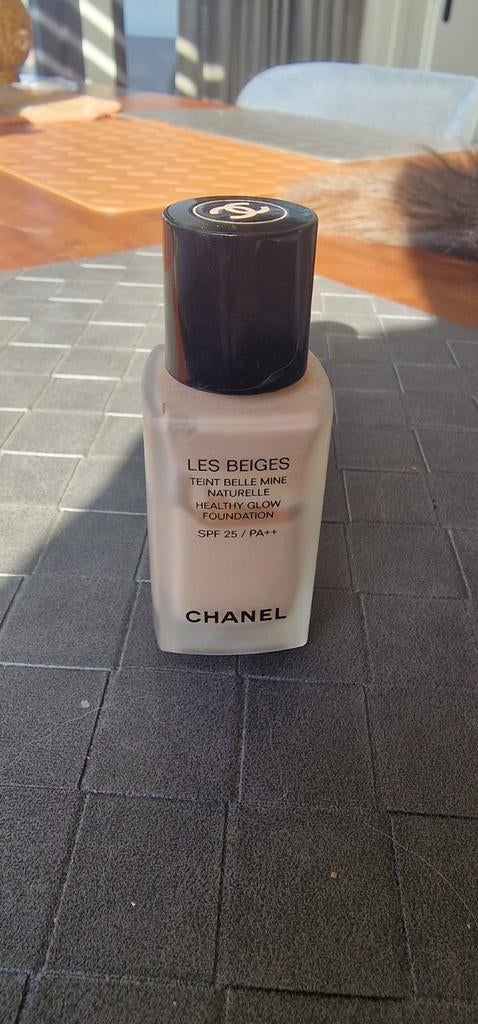 LES BEIGES
TEINT BELLE MINE
NATURELLE
HEALTHY GLOW
FOUNDATION
SPF 25 / PA++
CHANEL